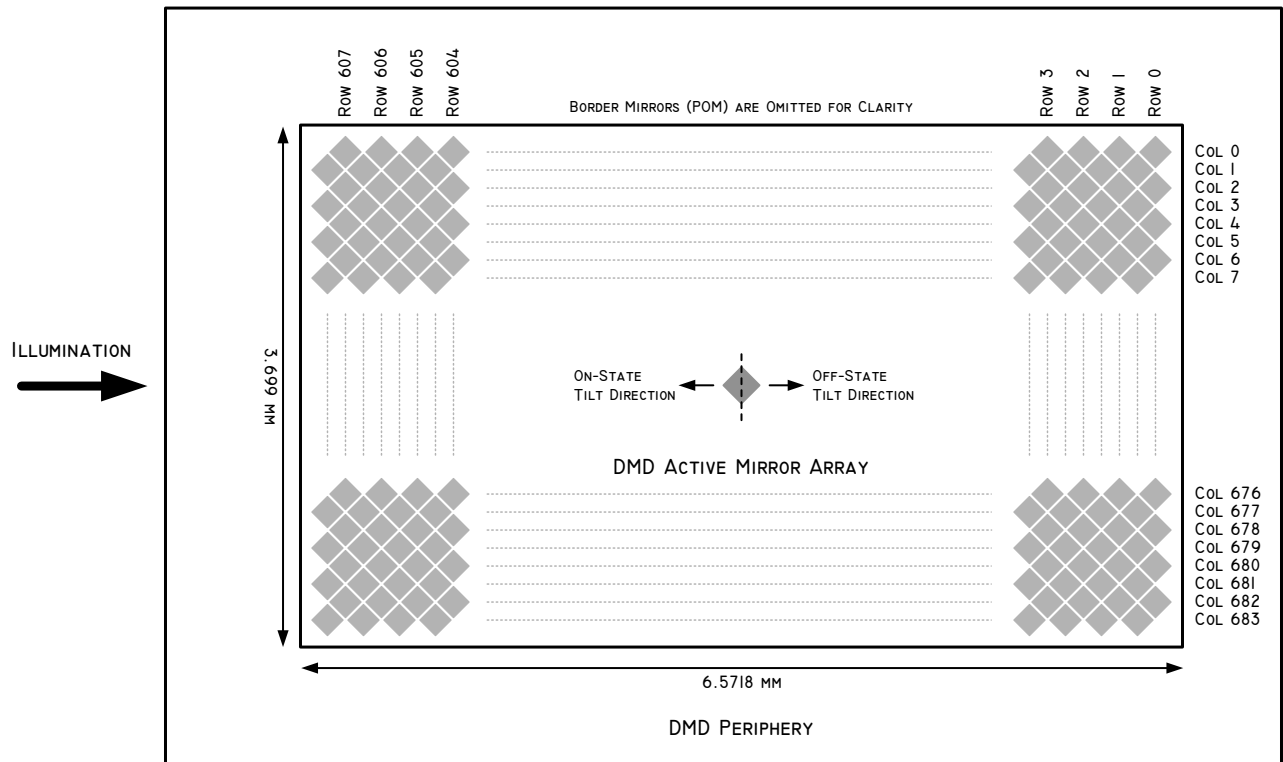 Row 607
Row 606
Row 605
Row 604
Border Mirrors (POM) are Omitted for Clarity
Row 3
Row 2
Row 1
Row 0
Col 0
Col 1
Col 2
Col 3
Col 4
Col 5
Col 6
Col 7
Illumination
3.699 mm
On-State
Tilt Direction
Off-State
Tilt Direction
DMD Active Mirror Array
Col 676
Col 677
Col 678
Col 679
Col 680
Col 681
Col 682
Col 683
6.5718 mm
DMD Periphery